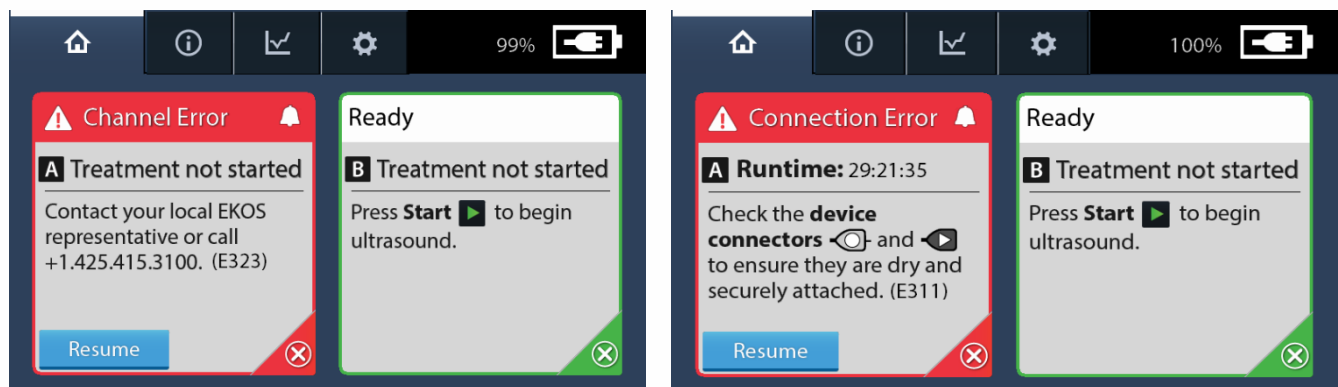 99%
Channel Error
A Treatment not started
Contact your local EKOS
representative or call
+1.425.415.3100. (E323)
Resume
Ready
B Treatment not started
Press Start to begin
ultrasound.
100%
Connection Error
A Runtime: 29:21:35
Check the device
connectors and
to ensure they are dry and
securely attached. (E311)
Resume
Ready
B Treatment not started
Press Start to begin
ultrasound.